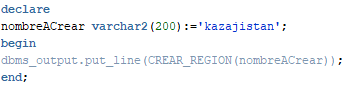 declare
nombreACrear varchar2(200):='kazajistan';
begin
dbms_output.put_line(CREAR_REGION(nombreACrear));
end;